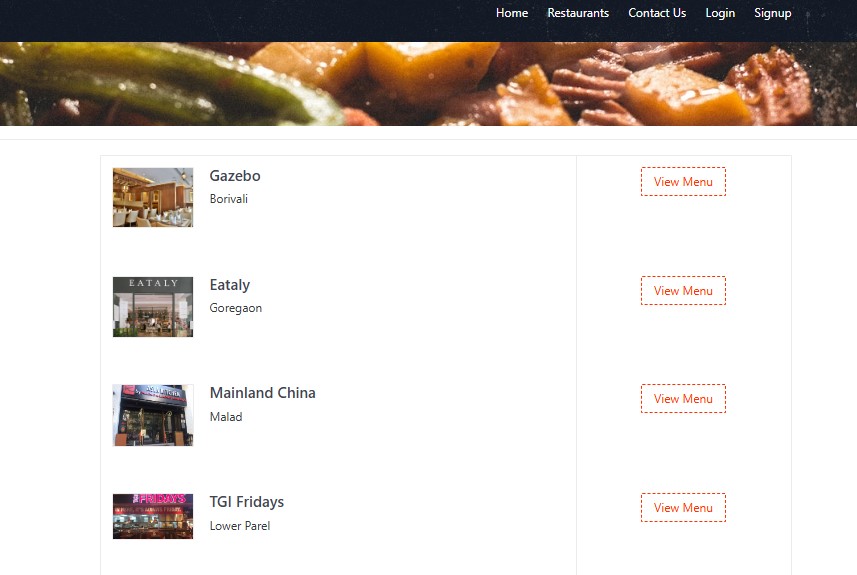 Home Restaurants Contact Us Login Signup
Gazebo
Borivali
View Menu
EATALY
Eataly
Goregaon
View Menu
Mainland China
Malad
View Menu
FRIDAYS
TGI Fridays
Lower Parel
View Menu